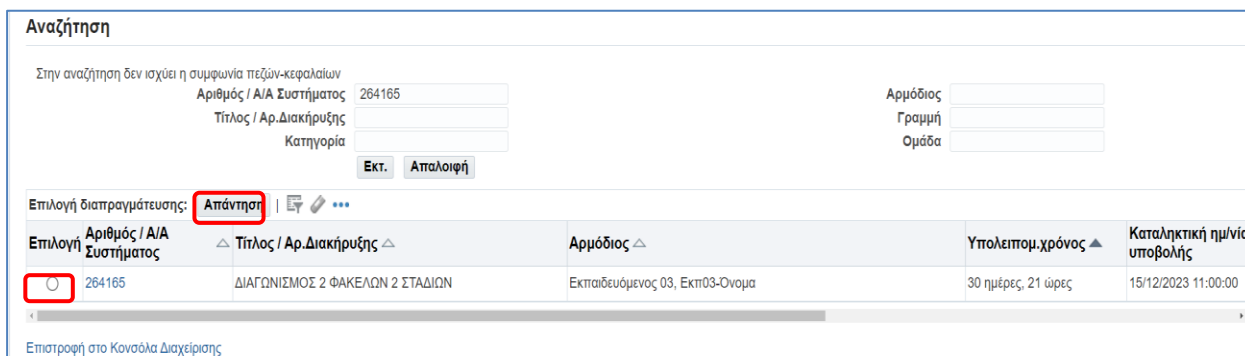 Αναζήτηση
Στην αναζήτηση δεν ισχύει η συμφωνία πεζών-κεφαλαίων
Αριθμός / Α/Α Συστήματος 264165 Αρμόδιος
Τίτλος / Αρ.Διακήρυξης Γραμμή
Κατηγορία Ομάδα
Εκτ. Απαλοιφή
Επιλογή διαπραγμάτευσης: Απάντηση | •••
Επιλογή Αριθμός / Α/Α Συστήματος Τίτλος / Αρ.Διακήρυξης Αρμόδιος Υπολειπομ.χρόνος Καταληκτική ημ/νία υποβολής
264165 ΔΙΑΓΩΝΙΣΜΟΣ 2 ΦΑΚΕΛΩΝ 2 ΣΤΑΔΙΩΝ Εκπαιδευόμενος 03, Εκπ03-Όνομα 30 ημέρες, 21 ώρες 15/12/2023 11:00:00
Επιστροφή στο Κονσόλα Διαχείρισης